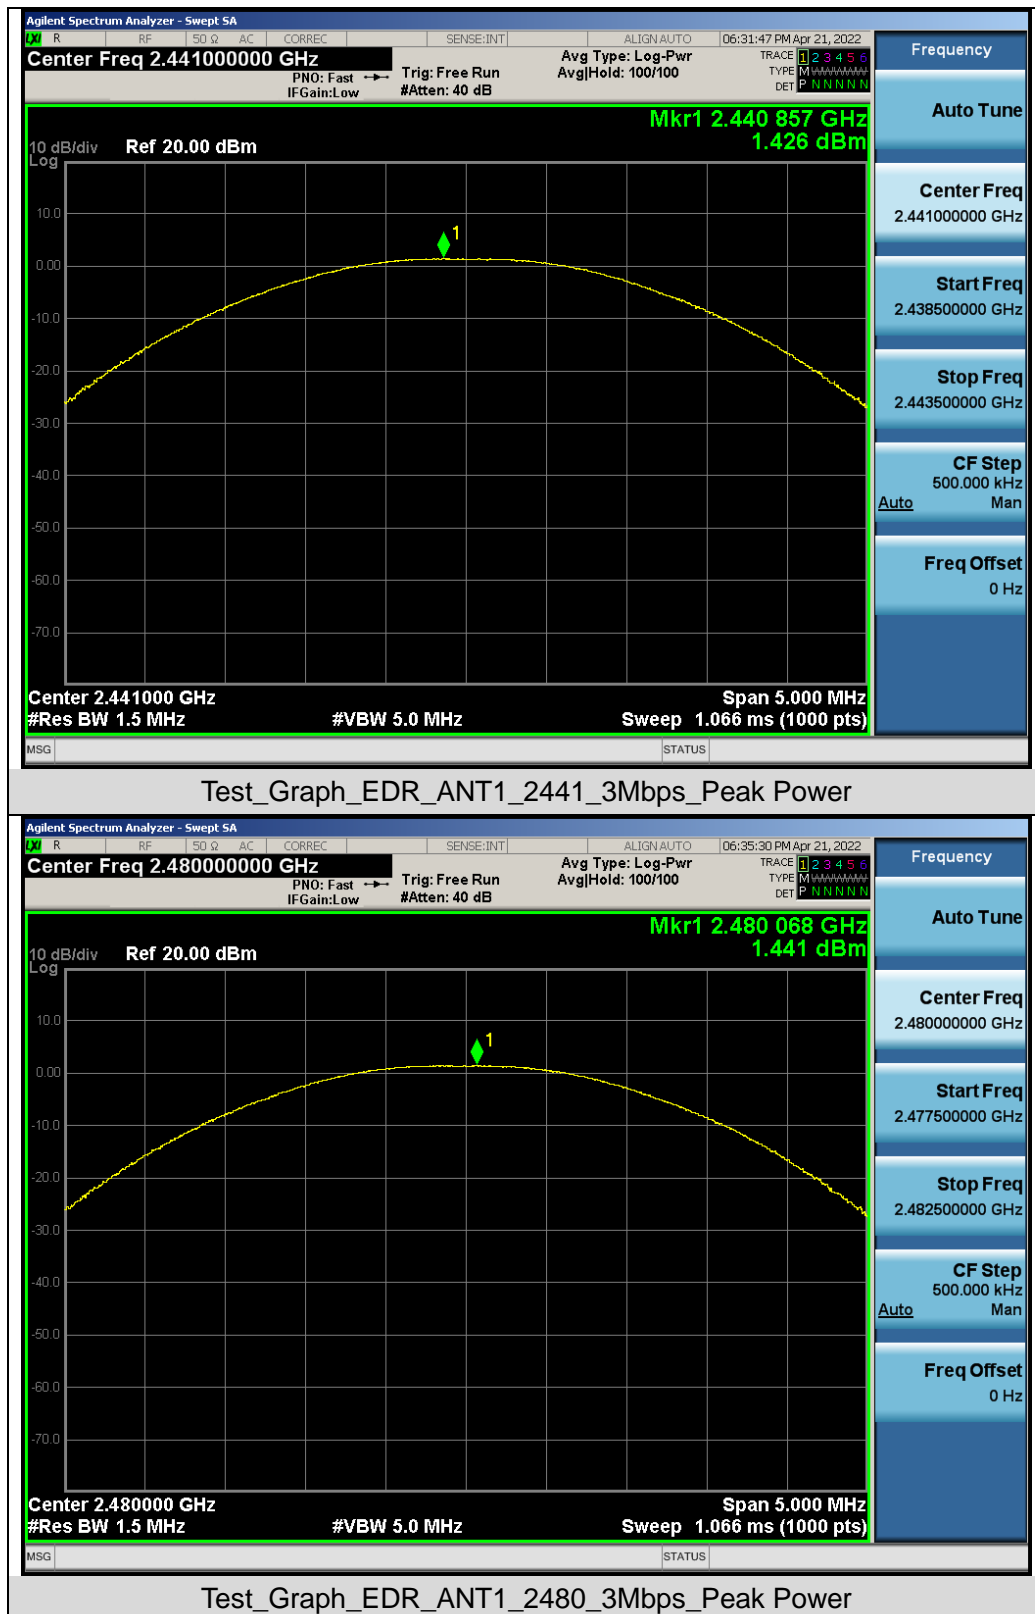 Agilent Spectrum Analyzer - Swept SA
LXI R RF 50 Ω AC CORREC SENSE:INT ALIGN AUTO 06:31:47 PM Apr 21, 2022
Center Freq 2.441000000 GHz
PNO: Fast
IFGain:Low
Trig: Free Run
#Atten: 40 dB
Avg Type: Log-Pwr
Avg|Hold: 100/100
TRACE 1 2 3 4 5 6
TYPE M WWWWW
DET P N N N N N
Mkr1 2.440 857 GHz
1.426 dBm
10 dB/div Ref 20.00 dBm
Log
10.0
0.00
-10.0
-20.0
-30.0
-40.0
-50.0
-60.0
-70.0
Center 2.441000 GHz Span 5.000 MHz
#Res BW 1.5 MHz #VBW 5.0 MHz Sweep 1.066 ms (1000 pts)
MSG STATUS
Frequency
Auto Tune
Center Freq
2.441000000 GHz
Start Freq
2.438500000 GHz
Stop Freq
2.443500000 GHz
CF Step
500.000 kHz
Auto Man
Freq Offset
0 Hz
1
Test_Graph_EDR_ANT1_2441_3Mbps_Peak Power
Agilent Spectrum Analyzer - Swept SA
LXI R RF 50 Ω AC CORREC SENSE:INT ALIGN AUTO 06:35:30 PM Apr 21, 2022
Center Freq 2.480000000 GHz
PNO: Fast
IFGain:Low
Trig: Free Run
#Atten: 40 dB
Avg Type: Log-Pwr
Avg|Hold: 100/100
TRACE 1 2 3 4 5 6
TYPE M WWWWW
DET P N N N N N
Mkr1 2.480 068 GHz
1.441 dBm
10 dB/div Ref 20.00 dBm
Log
10.0
0.00
-10.0
-20.0
-30.0
-40.0
-50.0
-60.0
-70.0
Center 2.480000 GHz Span 5.000 MHz
#Res BW 1.5 MHz #VBW 5.0 MHz Sweep 1.066 ms (1000 pts)
MSG STATUS
Frequency
Auto Tune
Center Freq
2.480000000 GHz
Start Freq
2.477500000 GHz
Stop Freq
2.482500000 GHz
CF Step
500.000 kHz
Auto Man
Freq Offset
0 Hz
1
Test_Graph_EDR_ANT1_2480_3Mbps_Peak Power